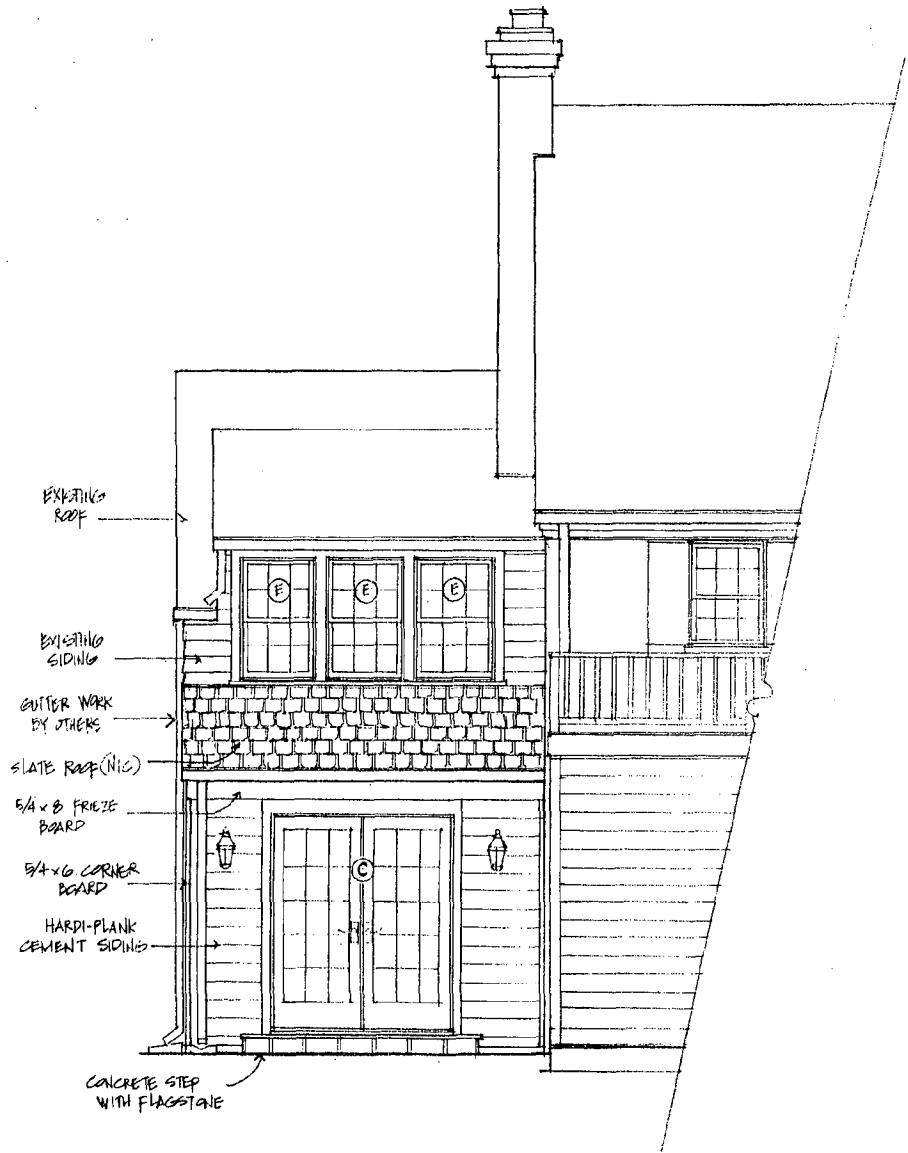 EXISTING
ROOF
E E E
EXISTING
SIDING
GUTTER WORK
BY OTHERS
SLATE ROOF (NIC)
5/4 x 8 FRIEZE
BOARD
C
5/4 x 6 CORNER
BOARD
HARDI-PLANK
CEMENT SIDING
CONCRETE STEP
WITH FLAGSTONE